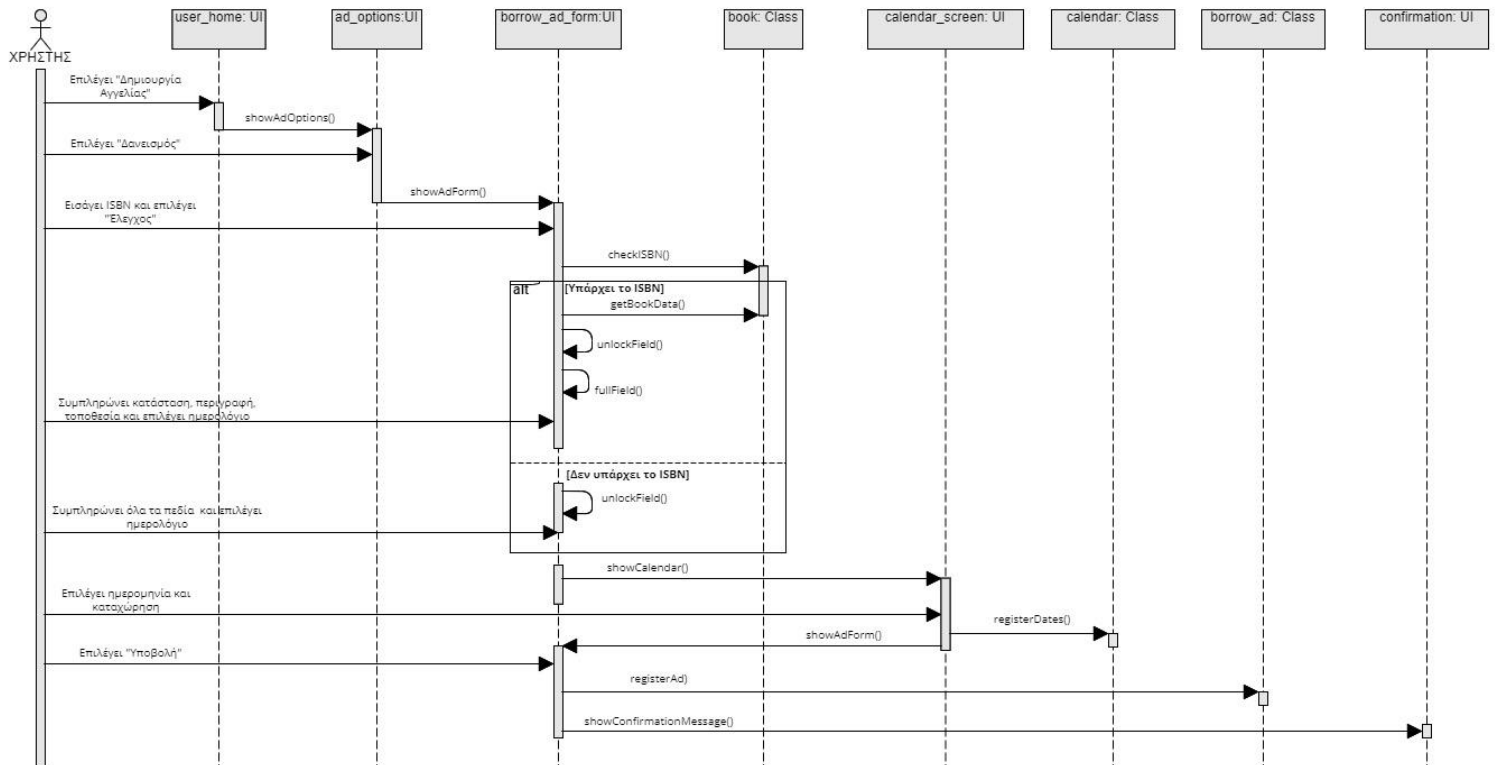 user_home: UI
ad_options:UI
borrow_ad_form:UI
book: Class
calendar_screen: UI
calendar: Class
borrow_ad: Class
confirmation: UI
ΧΡΗΣΤΗΣ
Επιλέγει "Δημιουργία
Αγγελίας"
showAdOptions()
Επιλέγει "Δανεισμός"
showAdForm()
Εισάγει ISBN και επιλέγει
"Έλεγχος"
checkISBN()
alt
[Υπάρχει το ISBN]
getBookData()
unlockField()
fullField()
Συμπληρώνει κατάσταση, περιγραφή,
τοποθεσία και επιλέγει ημερολόγιο
[Δεν υπάρχει το ISBN]
unlockField()
Συμπληρώνει όλα τα πεδία και επιλέγει
ημερολόγιο
showCalendar()
Επιλέγει ημερομηνία και
καταχώρηση
registerDates()
showAdForm()
Επιλέγει "Υποβολή"
registerAd)
showConfirmationMessage()